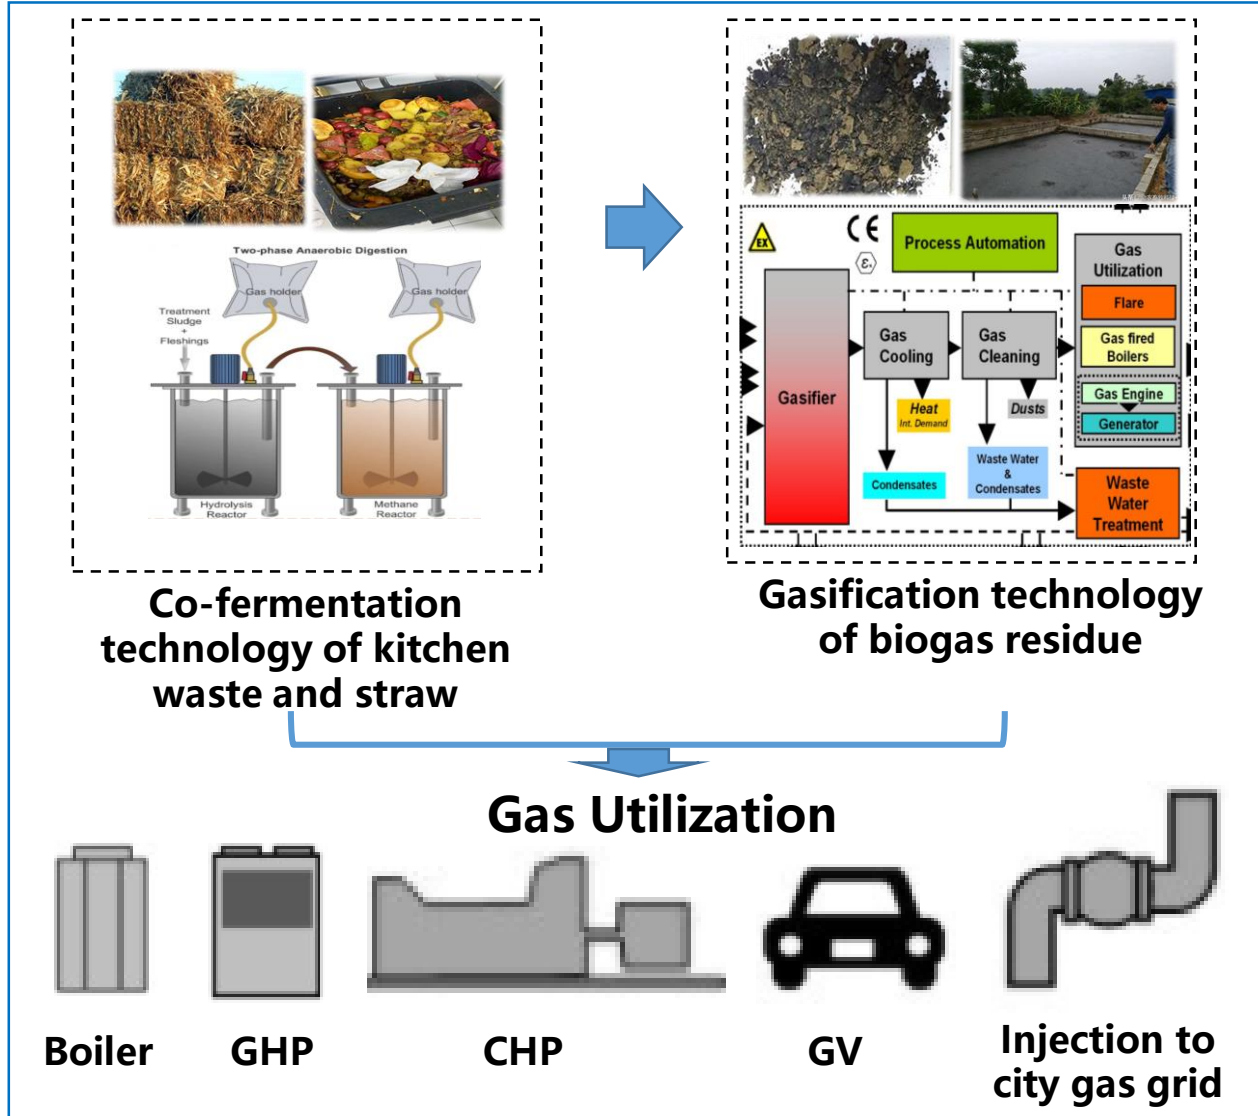 Two-phase Anaerobic Digestion
Gas holder
Gas holder
Treatment
Sludge
+
Fleshings
Hydrolysis
Reactor
Methane
Reactor
Co-fermentation
technology of kitchen
waste and straw
EX
CE
Process Automation
Gas
Utilization
Flare
Gas fired
Boilers
Gas Engine
Generator
Gasifier
Gas
Cooling
Gas
Cleaning
Heat
Int. Demand
Dusts
Condensates
Waste Water
&
Condensates
Waste
Water
Treatment
Gasification technology
of biogas residue
Gas Utilization
Boiler
GHP
CHP
GV
Injection to
city gas grid